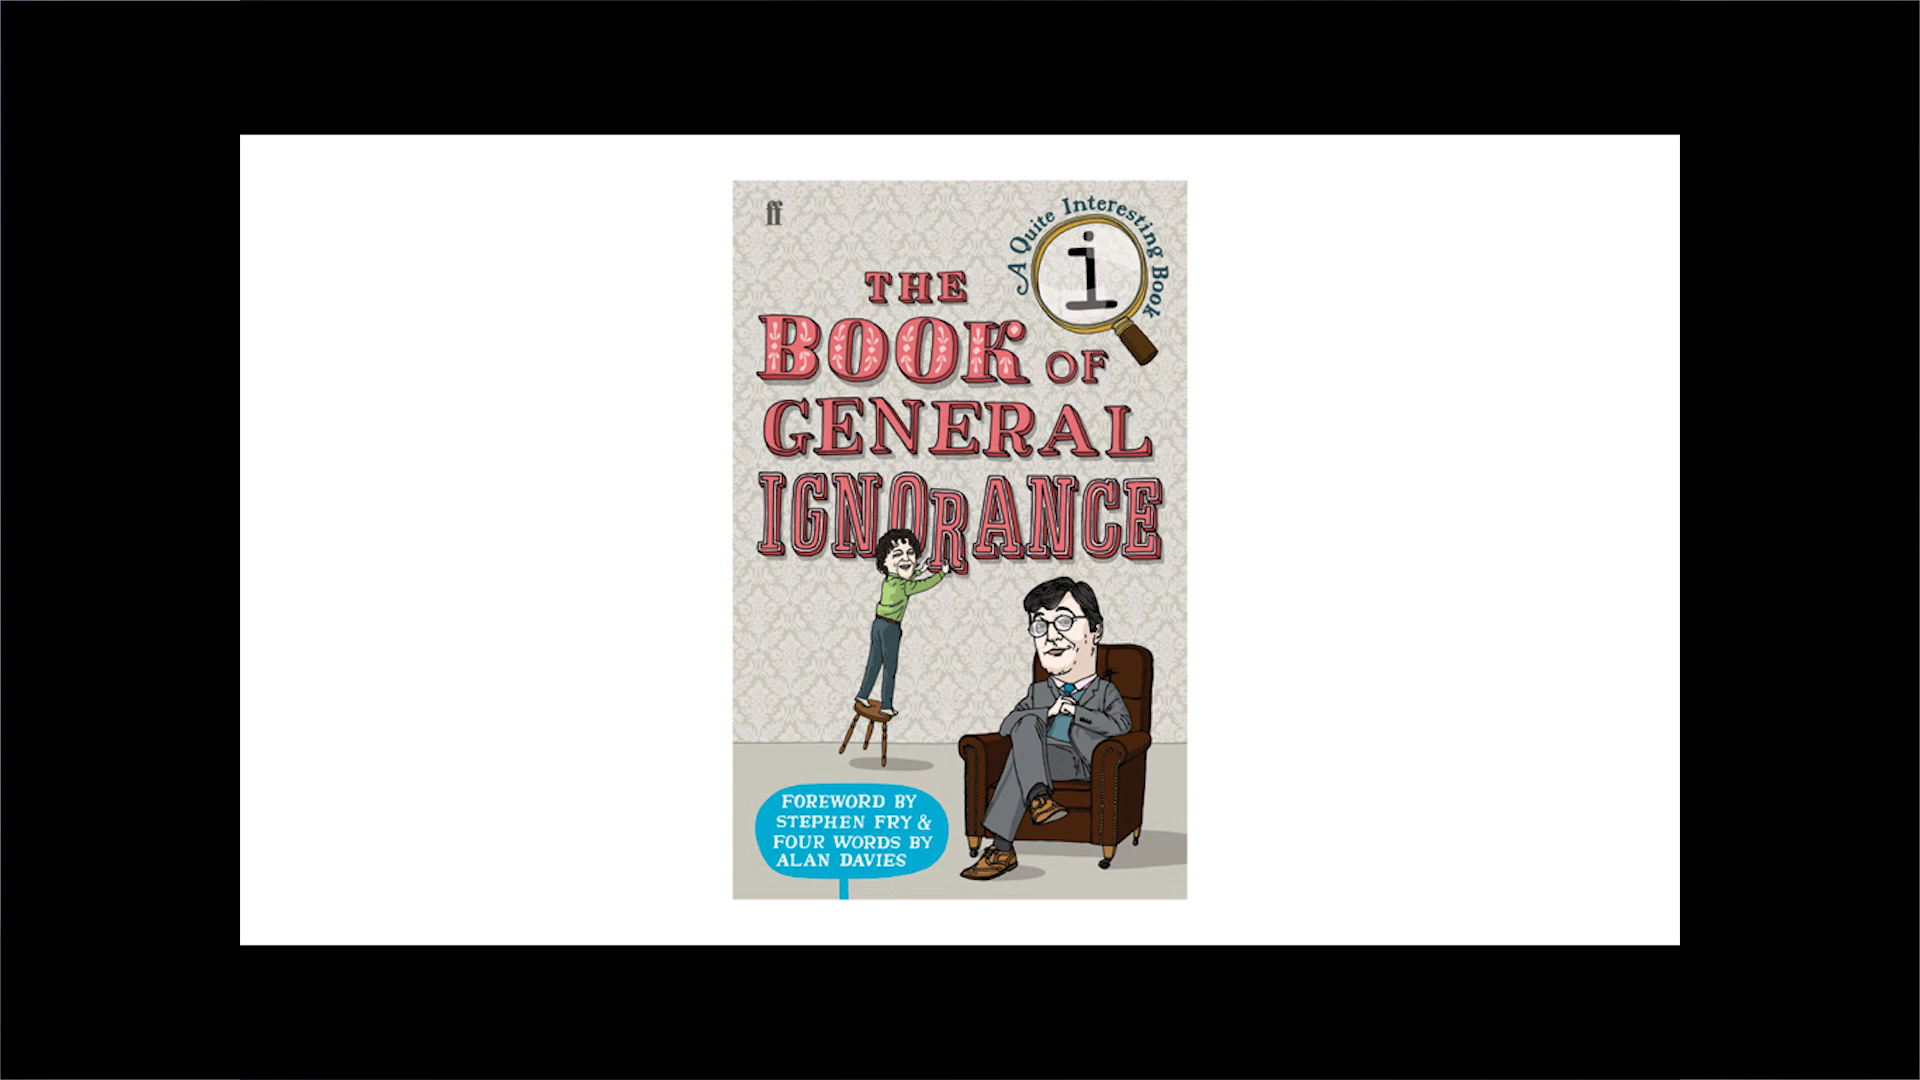 ff
A Quite Interesting Book
i
THE
BOOK OF
GENERAL
IGNORANCE
FOREWORD BY
STEPHEN FRY &
FOUR WORDS BY
ALAN DAVIES